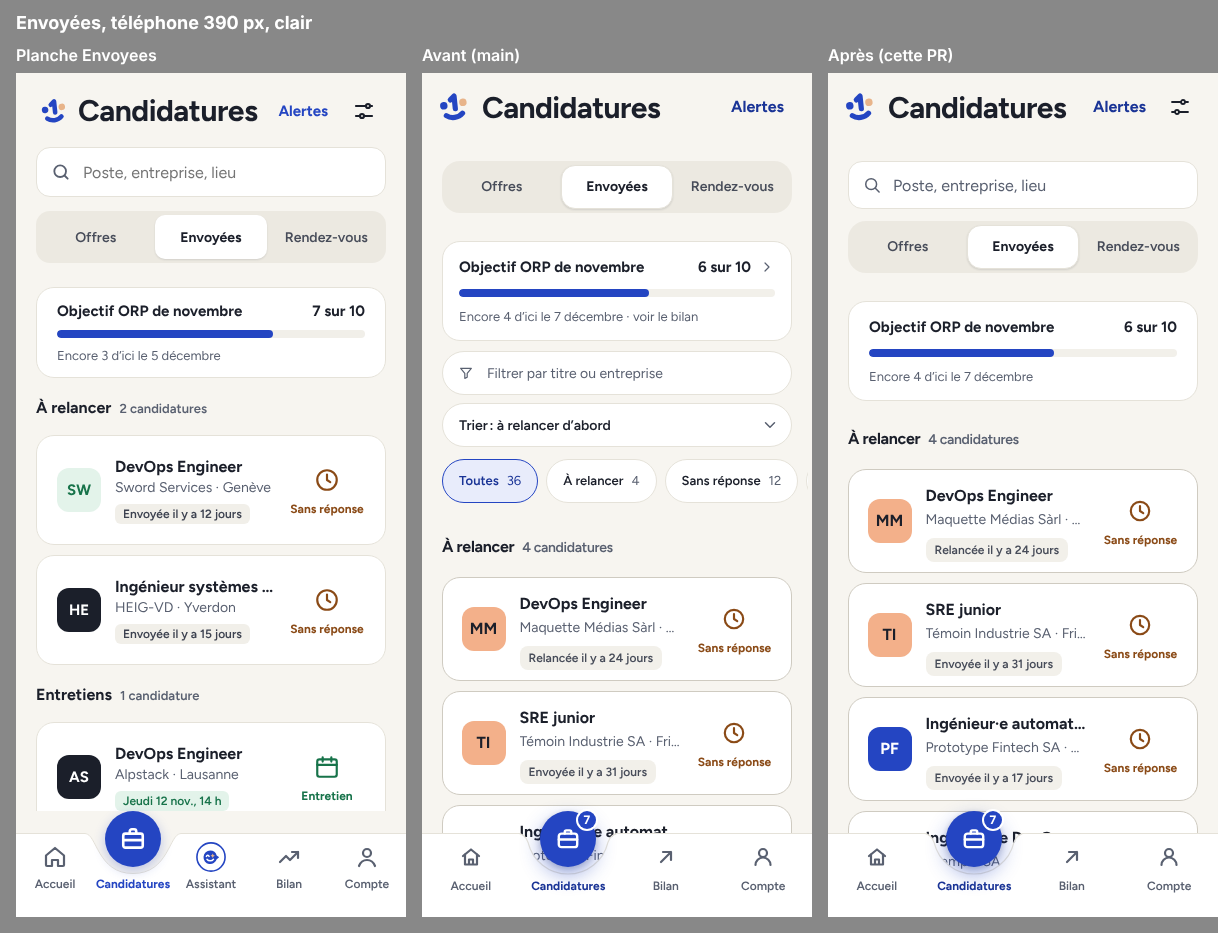 Envoyées, téléphone 390 px, clair
Planche Envoyees
Candidatures
Alertes
Poste, entreprise, lieu
Offres
Envoyées
Rendez-vous
Objectif ORP de novembre
7 sur 10
Encore 3 d'ici le 5 décembre
À relancer 2 candidatures
SW
DevOps Engineer
Sword Services · Genève
Envoyée il y a 12 jours
Sans réponse
HE
Ingénieur systèmes ...
HEIG-VD · Yverdon
Envoyée il y a 15 jours
Sans réponse
Entretiens 1 candidature
AS
DevOps Engineer
Alpstack · Lausanne
Jeudi 12 nov., 14 h
Entretien
Accueil
Candidatures
Assistant
Bilan
Compte
Avant (main)
Candidatures
Alertes
Offres
Envoyées
Rendez-vous
Objectif ORP de novembre
6 sur 10
Encore 4 d'ici le 7 décembre · voir le bilan
Filtrer par titre ou entreprise
Trier : à relancer d'abord
Toutes 36
À relancer 4
Sans réponse 12
À relancer 4 candidatures
MM
DevOps Engineer
Maquette Médias Sàrl · ...
Relancée il y a 24 jours
Sans réponse
TI
SRE junior
Témoin Industrie SA · Fri...
Envoyée il y a 31 jours
Sans réponse
7
Accueil
Candidatures
Bilan
Compte
Après (cette PR)
Candidatures
Alertes
Poste, entreprise, lieu
Offres
Envoyées
Rendez-vous
Objectif ORP de novembre
6 sur 10
Encore 4 d'ici le 7 décembre
À relancer 4 candidatures
MM
DevOps Engineer
Maquette Médias Sàrl · ...
Relancée il y a 24 jours
Sans réponse
TI
SRE junior
Témoin Industrie SA · Fri...
Envoyée il y a 31 jours
Sans réponse
PF
Ingénieur·e automat...
Prototype Fintech SA · ...
Envoyée il y a 17 jours
Sans réponse
7
Accueil
Candidatures
Bilan
Compte